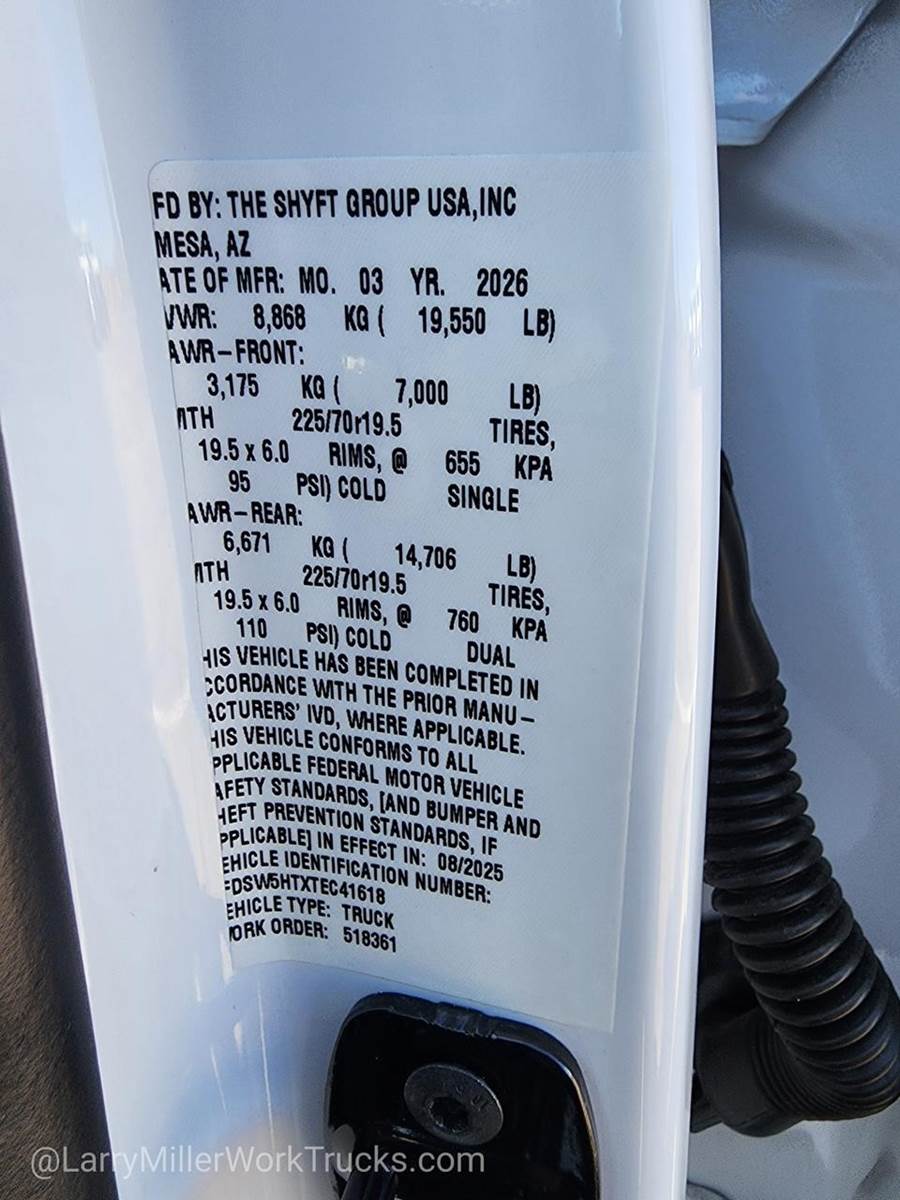 FD BY: THE SHYFT GROUP USA,INC
MESA, AZ
ATE OF MFR: MO. 03 YR. 2026
VWR: 8,868 KG ( 19,550 LB)
AWR-FRONT:
3,175 KG ( 7,000 LB)
ITH 225/70r19.5 TIRES,
19.5 x 6.0 RIMS, @ 655 KPA
95 PSI) COLD SINGLE
AWR-REAR:
6,671 KG ( 14,706 LB)
ITH 225/70r19.5 TIRES,
19.5 x 6.0 RIMS, @ 760 KPA
110 PSI) COLD DUAL
HIS VEHICLE HAS BEEN COMPLETED IN
CCORDANCE WITH THE PRIOR MANU-
ACTURERS' IVD, WHERE APPLICABLE.
HIS VEHICLE CONFORMS TO ALL
PPLICABLE FEDERAL MOTOR VEHICLE
AFETY STANDARDS, [AND BUMPER AND
HEFT PREVENTION STANDARDS, IF
PPLICABLE] IN EFFECT IN: 08/2025
EHICLE IDENTIFICATION NUMBER:
FDSW5HTXTEC41618
EHICLE TYPE: TRUCK
ORK ORDER: 518361
@LarryMillerWorkTrucks.com